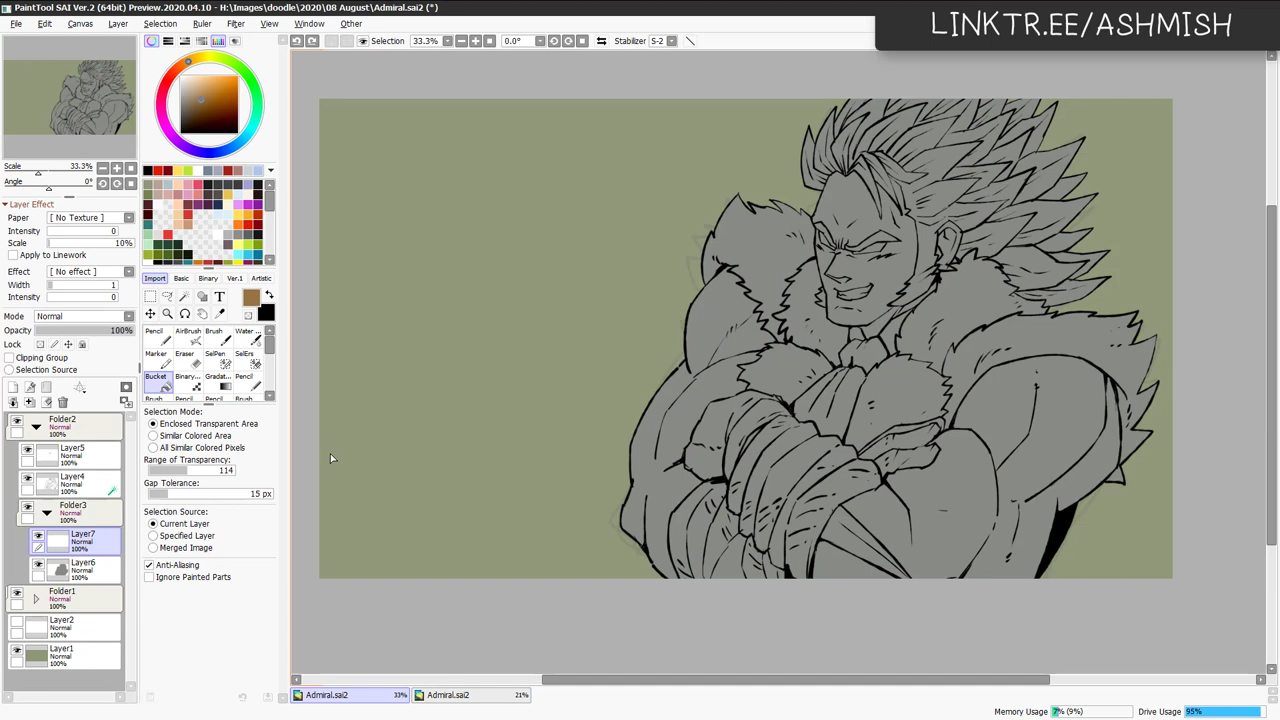 PaintTool SAI Ver.2 (64bit) Preview.2020.04.10 - H:\Images\doodle\2020\08 August\Admiral.sai2 (*)
LINKTR.EE/ASHMISH
File Edit Canvas Layer Selection Ruler Filter View Window Other
Selection 33.3% 0.0° Stabilizer S-2
Scale 33.3%
Angle 0°
Layer Effect
Paper [ No Texture ]
Intensity 0
Scale 10%
Apply to Linework
Effect [ No effect ]
Width 1
Intensity 0
Mode Normal
Opacity 100%
Lock
Clipping Group
Selection Source
Folder2
Normal
100%
Layer5
Normal
100%
Layer4
Normal
100%
Folder3
Normal
100%
Layer7
Normal
100%
Layer6
Normal
100%
Folder1
Normal
100%
Layer2
Normal
100%
Layer1
Normal
100%
Import Basic Binary Ver.1 Artistic
T
Pencil AirBrush Brush Water ..
Marker Eraser SelPen SelErs
Bucket Binary.. Gradat.. Pencil
Brush Pencil Pencil Pencil
Selection Mode:
Enclosed Transparent Area
Similar Colored Area
All Similar Colored Pixels
Range of Transparency:
114
Gap Tolerance:
15 px
Selection Source:
Current Layer
Specified Layer
Merged Image
Anti-Aliasing
Ignore Painted Parts
Admiral.sai2 33% Admiral.sai2 21%
Memory Usage 7% (9%) Drive Usage 95%